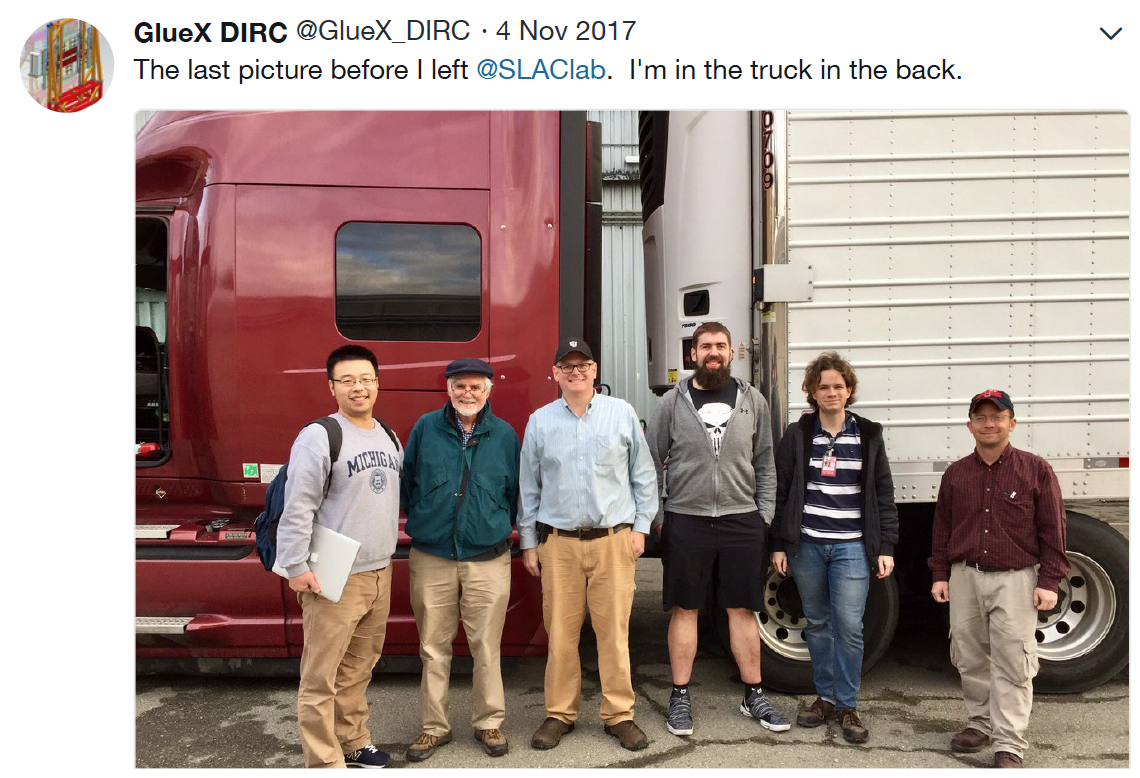 GlueX DIRC @GlueX_DIRC · 4 Nov 2017
The last picture before I left @SLAClab. I'm in the truck in the back.
0709
MICHIGAN